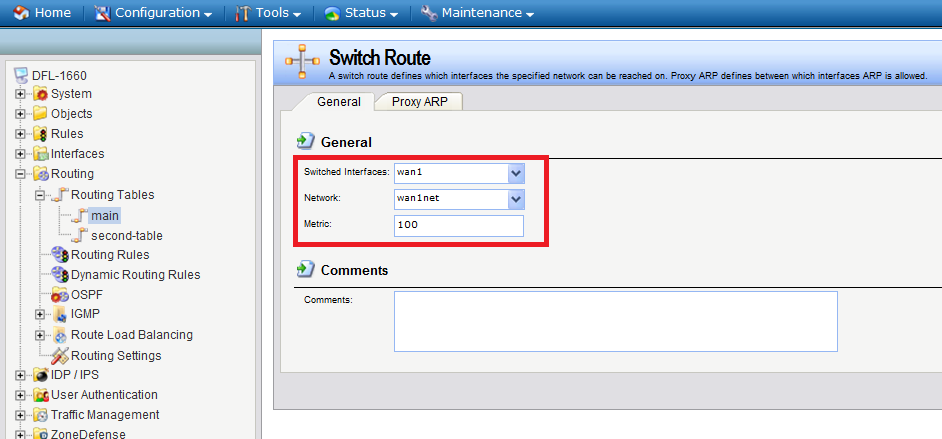 Home Configuration Tools Status Maintenance
DFL-1660
System
Objects
Rules
Interfaces
Routing
Routing Tables
main
second-table
Routing Rules
Dynamic Routing Rules
OSPF
IGMP
Route Load Balancing
Routing Settings
IDP / IPS
User Authentication
Traffic Management
ZoneDefense
Switch Route
A switch route defines which interfaces the specified network can be reached on. Proxy ARP defines between which interfaces ARP is allowed.
General Proxy ARP
General
Switched Interfaces: wan1
Network: wan1net
Metric: 100
Comments
Comments: